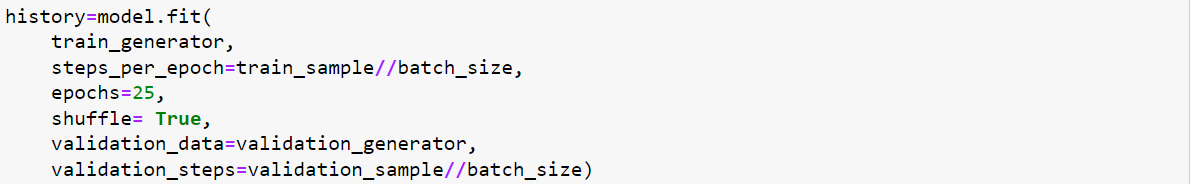 history=model.fit(
    train_generator,
    steps_per_epoch=train_sample//batch_size,
    epochs=25,
    shuffle= True,
    validation_data=validation_generator,
    validation_steps=validation_sample//batch_size)